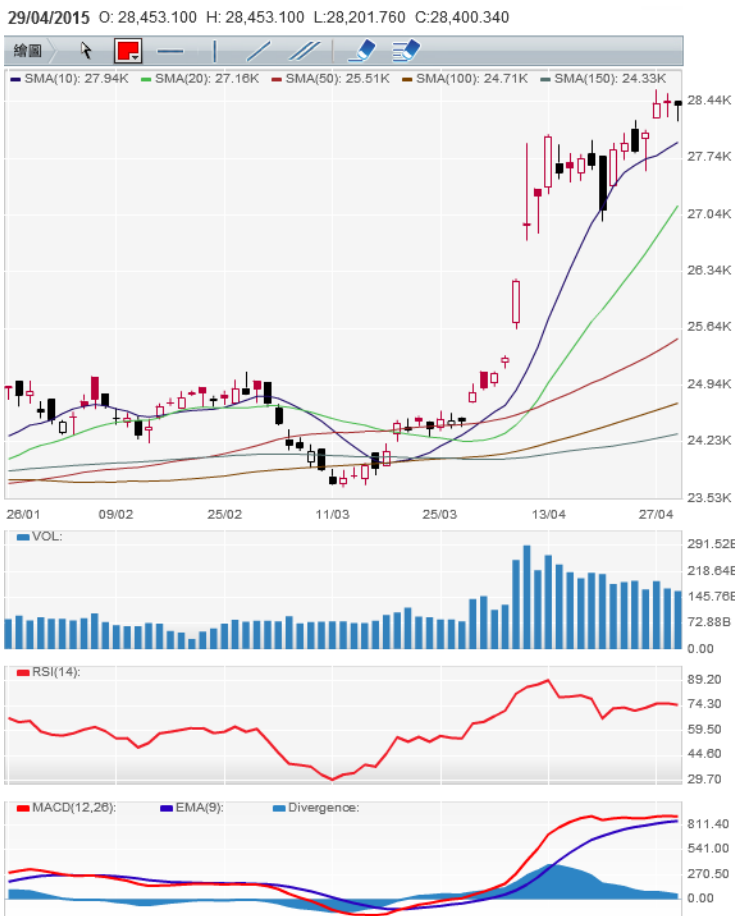 29/04/2015 O: 28,453.100 H: 28,453.100 L:28,201.760 C:28,400.340
繪圖
SMA(10): 27.94K SMA(20): 27.16K SMA(50): 25.51K SMA(100): 24.71K SMA(150): 24.33K
28.44K
27.74K
27.04K
26.34K
25.64K
24.94K
24.23K
23.53K
26/01 09/02 25/02 11/03 25/03 13/04 27/04
VOL:
291.52B
218.64B
145.76B
72.88B
0.00
RSI(14):
89.20
74.30
59.50
44.60
29.70
MACD(12,26): EMA(9): Divergence:
811.40
541.00
270.50
0.00